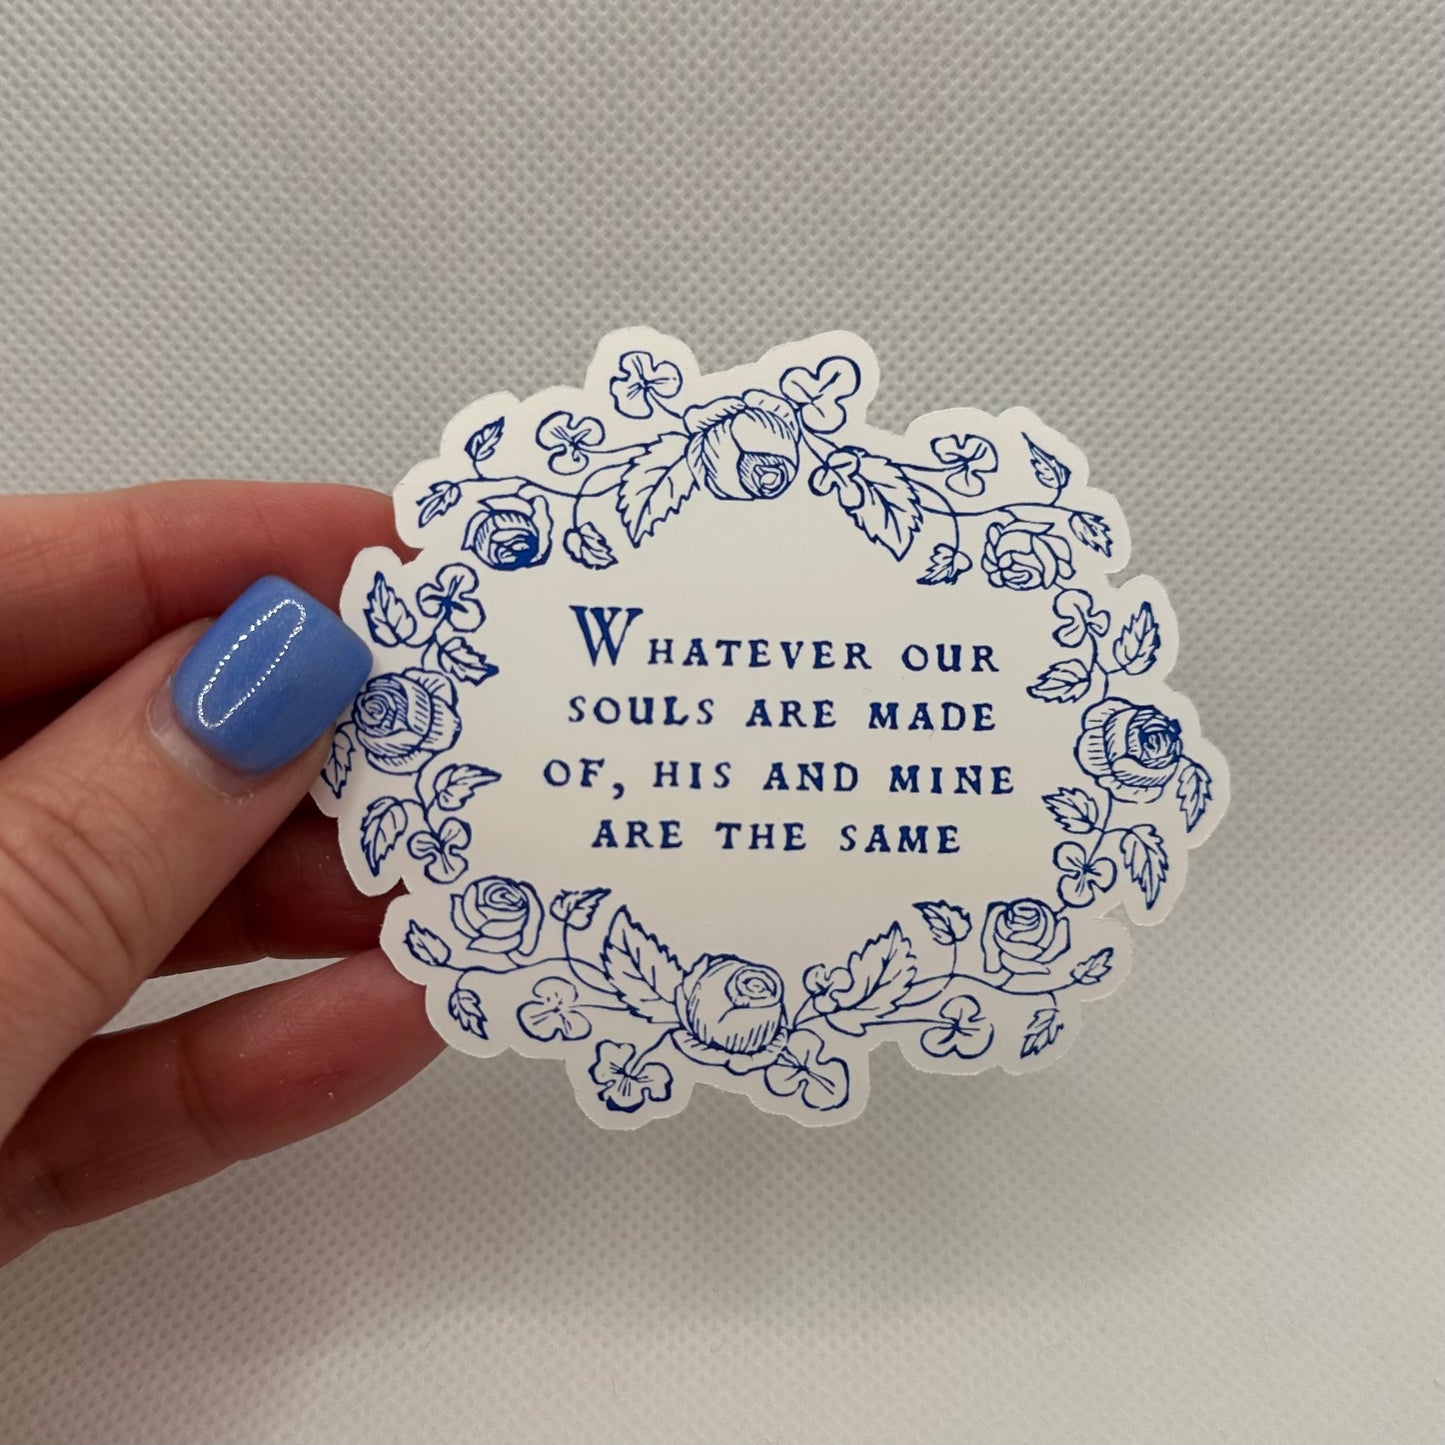 WHATEVER OUR
SOULS ARE MADE
OF, HIS AND MINE
ARE THE SAME